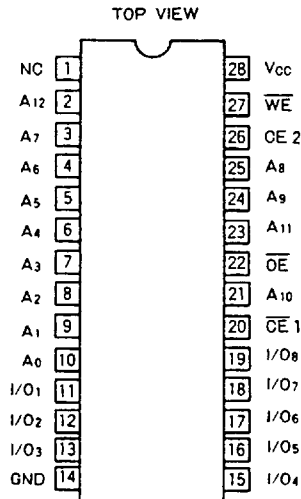 TOP VIEW
NC 1 28 Vcc
A12 2 27 W̅E̅
A7 3 26 CE 2
A6 4 25 A8
A5 5 24 A9
A4 6 23 A11
A3 7 22 O̅E̅
A2 8 21 A10
A1 9 20 C̅E̅ 1
A0 10 19 I/O8
I/O1 11 18 I/O7
I/O2 12 17 I/O6
I/O3 13 16 I/O5
GND 14 15 I/O4